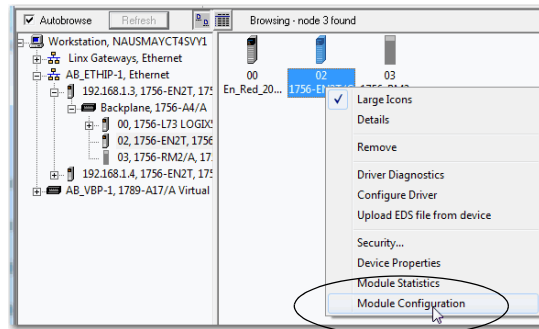 Autobrowse Refresh Browsing - node 3 found
Workstation, NAUSMAYCT4SVY1
Linx Gateways, Ethernet
AB_ETHIP-1, Ethernet
192.168.1.3, 1756-EN2T, 175
Backplane, 1756-A4/A
00, 1756-L73 LOGIX
02, 1756-EN2T, 1756
03, 1756-RM2/A, 17
192.168.1.4, 1756-EN2T, 175
AB_VBP-1, 1789-A17/A Virtual
00
En_Red_20...
02
03
Large Icons
Details
Remove
Driver Diagnostics
Configure Driver
Upload EDS file from device
Security...
Device Properties
Module Statistics
Module Configuration